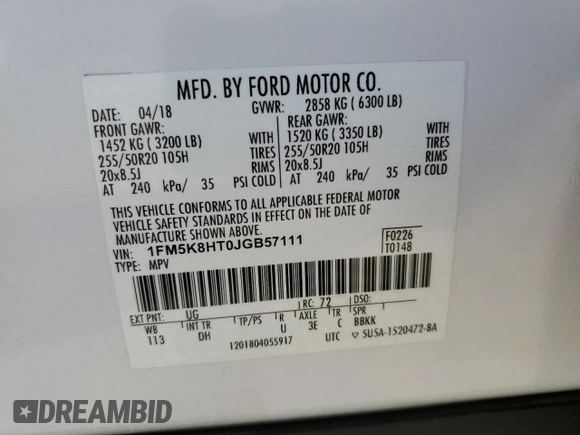 MFD. BY FORD MOTOR CO.
DATE: 04/18 GVWR: 2858 KG ( 6300 LB)
FRONT GAWR: REAR GAWR:
1452 KG ( 3200 LB) WITH 1520 KG ( 3350 LB) WITH
255/50R20 105H TIRES 255/50R20 105H TIRES
20x8.5J RIMS 20x8.5J RIMS
AT 240 kPa/ 35 PSI COLD AT 240 kPa/ 35 PSI COLD
THIS VEHICLE CONFORMS TO ALL APPLICABLE FEDERAL MOTOR
VEHICLE SAFETY STANDARDS IN EFFECT ON THE DATE OF
MANUFACTURE SHOWN ABOVE.
VIN: 1FM5K8HT0JGB57111 F0226
TYPE: MPV T0148
EXT PNT: UG RC: 72 DSO:
WB INT TR TP/PS R AXLE TR SPR
113 DH U 3E C BBKK
1201804055917 UTC ▽ SU5A-1520472-BA
DREAMBID